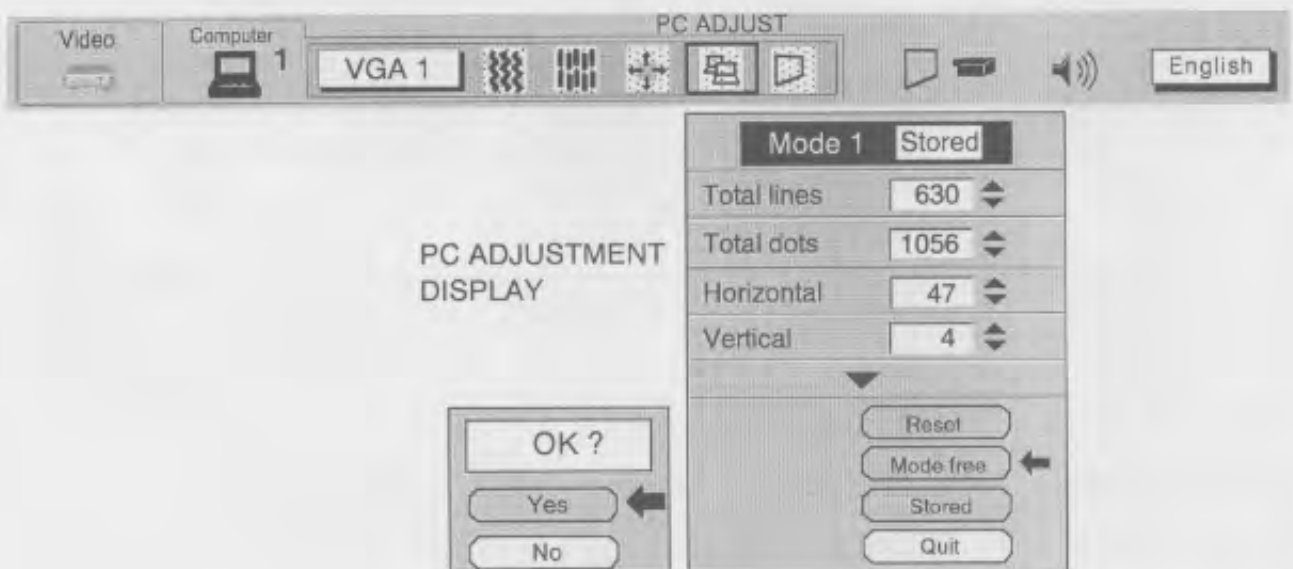 PC ADJUST
Video
Computer
1
VGA 1
English
Mode 1 Stored
Total lines 630
Total dots 1056
Horizontal 47
Vertical 4
PC ADJUSTMENT
DISPLAY
Reset
Mode free
Stored
Quit
OK ?
Yes
No